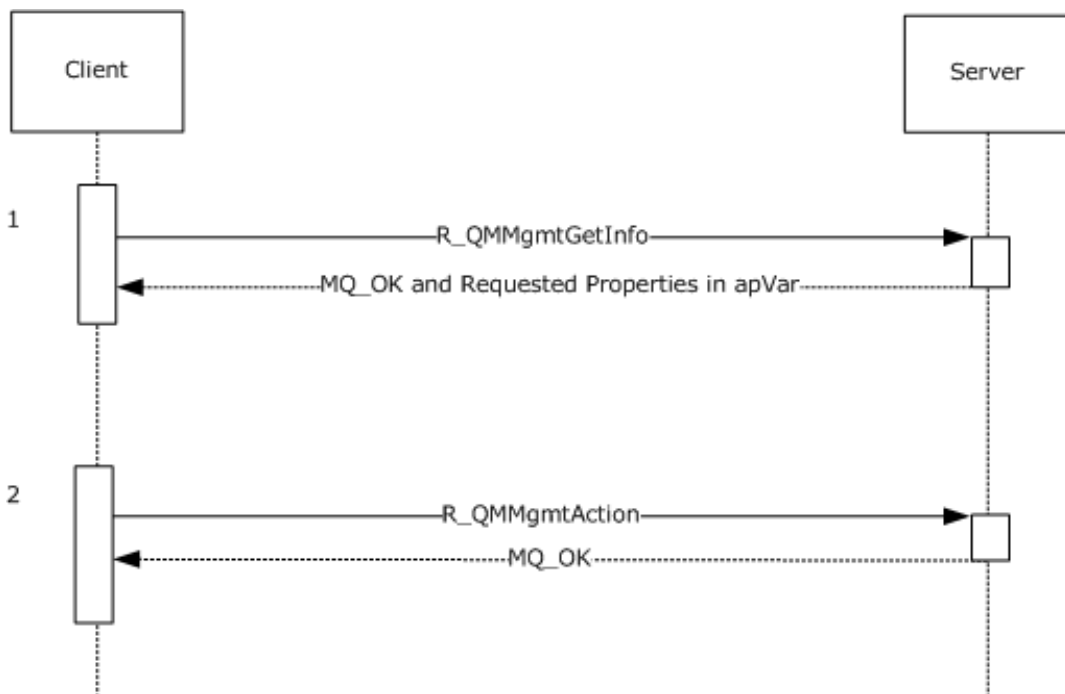 Client
Server
1
R_QMMgmtGetInfo
MQ_OK and Requested Properties in apVar
2
R_QMMgmtAction
MQ_OK